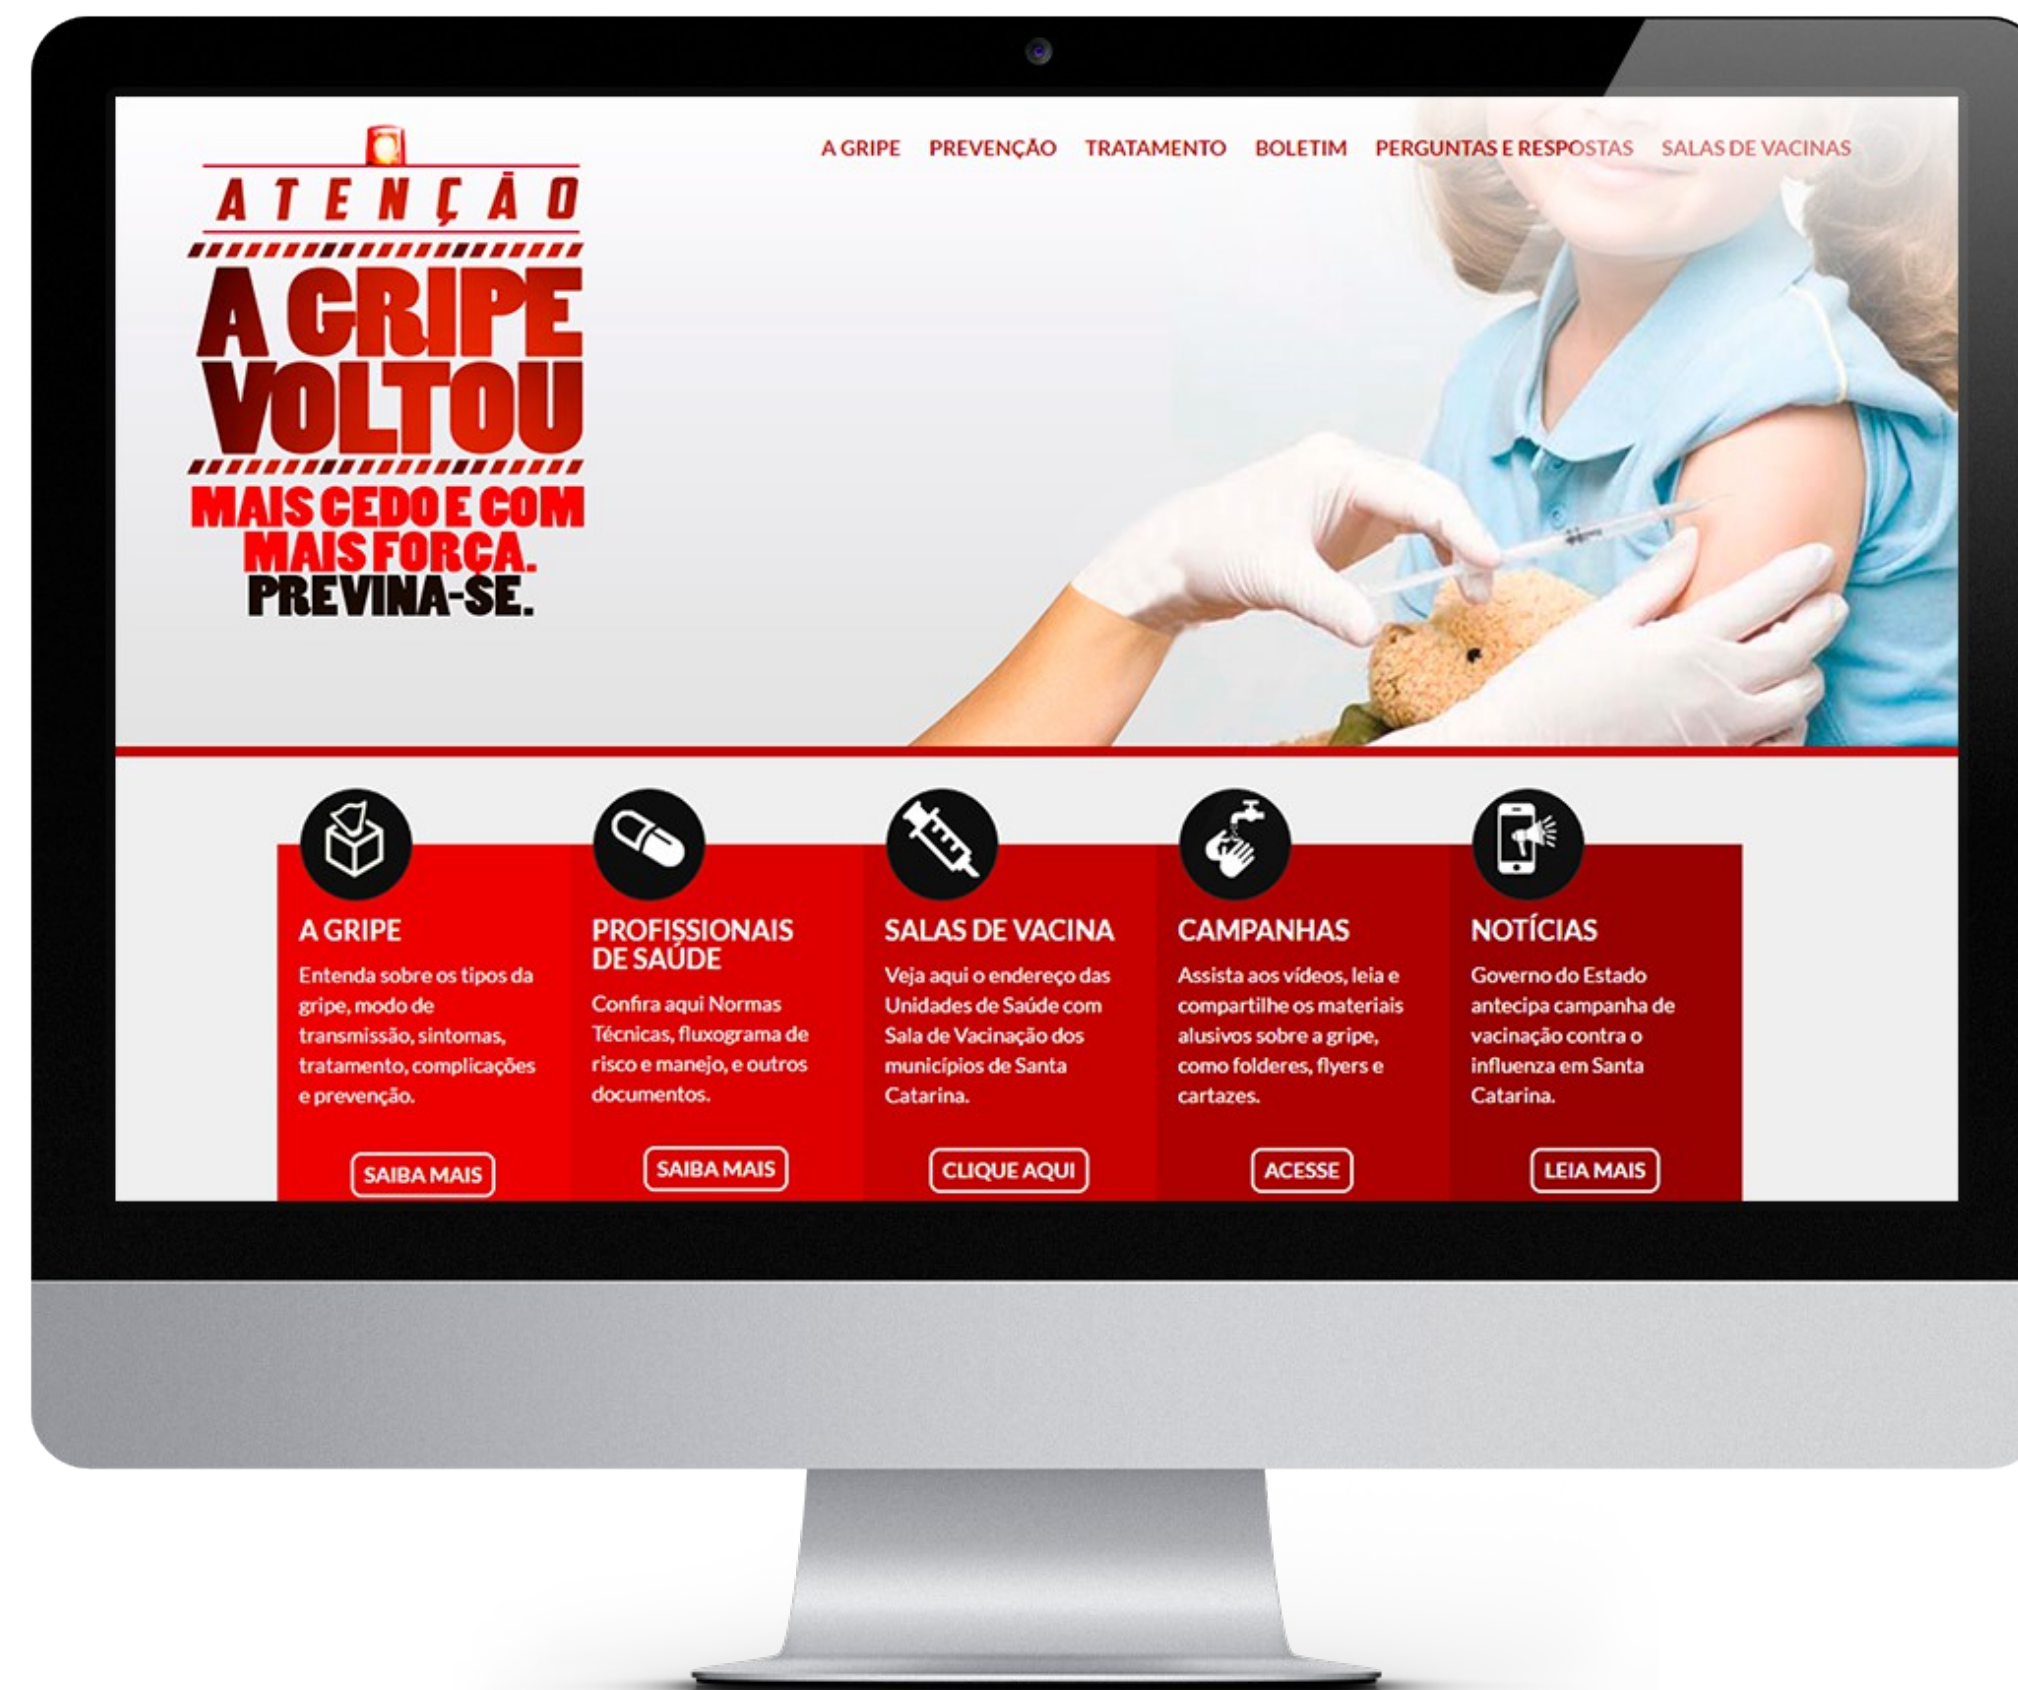 ATENÇÃO
A GRIPE
VOLTOU
MAIS CEDO E COM
MAIS FORÇA.
PREVINA-SE.
A GRIPE PREVENÇÃO TRATAMENTO BOLETIM PERGUNTAS E RESPOSTAS SALAS DE VACINAS
A GRIPE
Entenda sobre os tipos da
gripe, modo de
transmissão, sintomas,
tratamento, complicações
e prevenção.
SAIBA MAIS
PROFISSIONAIS
DE SAÚDE
Confira aqui Normas
Técnicas, fluxograma de
risco e manejo, e outros
documentos.
SAIBA MAIS
SALAS DE VACINA
Veja aqui o endereço das
Unidades de Saúde com
Sala de Vacinação dos
municípios de Santa
Catarina.
CLIQUE AQUI
CAMPANHAS
Assista aos vídeos, leia e
compartilhe os materiais
alusivos sobre a gripe,
como folderes, flyers e
cartazes.
ACESSE
NOTÍCIAS
Governo do Estado
antecipa campanha de
vacinação contra o
influenza em Santa
Catarina.
LEIA MAIS